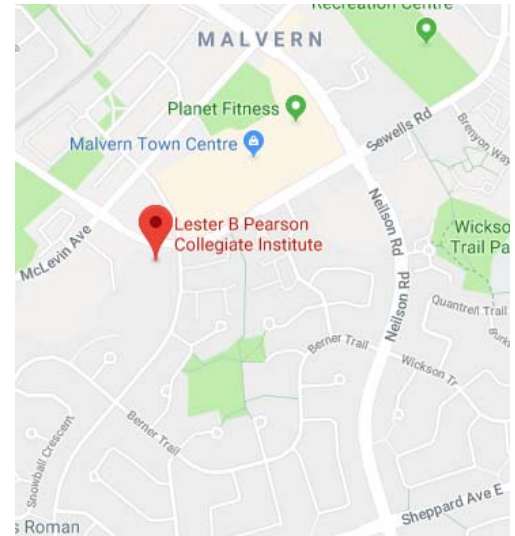 Recreation Centre
MALVERN
Planet Fitness
Malvern Town Centre
Sewells Rd
Brenyon Way
Neilson Rd
Lester B Pearson
Collegiate Institute
McLevin Ave
Wickso
Trail Pa
Neilson Rd
Quantrell Trail
Berner Trail
Wickson Tr
Berner Trail
Snowball Crescent
Sheppard Ave E
s Roman